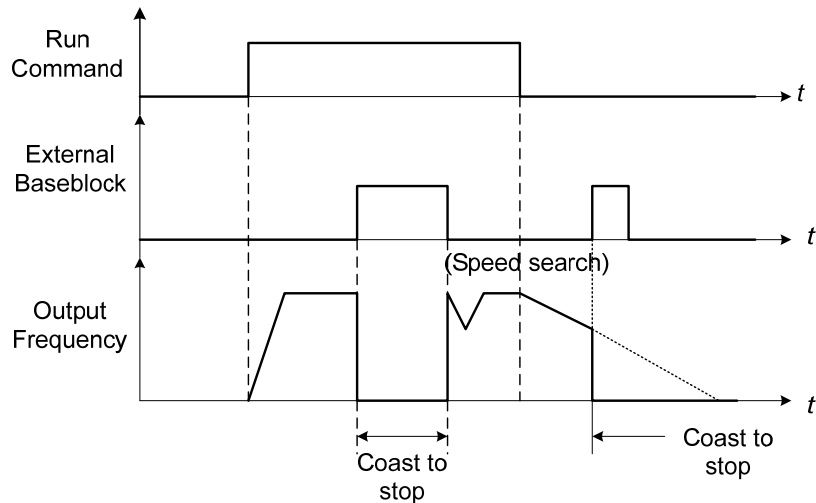 Run
Command
t
External
Baseblock
t
(Speed search)
Output
Frequency
t
Coast to
stop
Coast to
stop